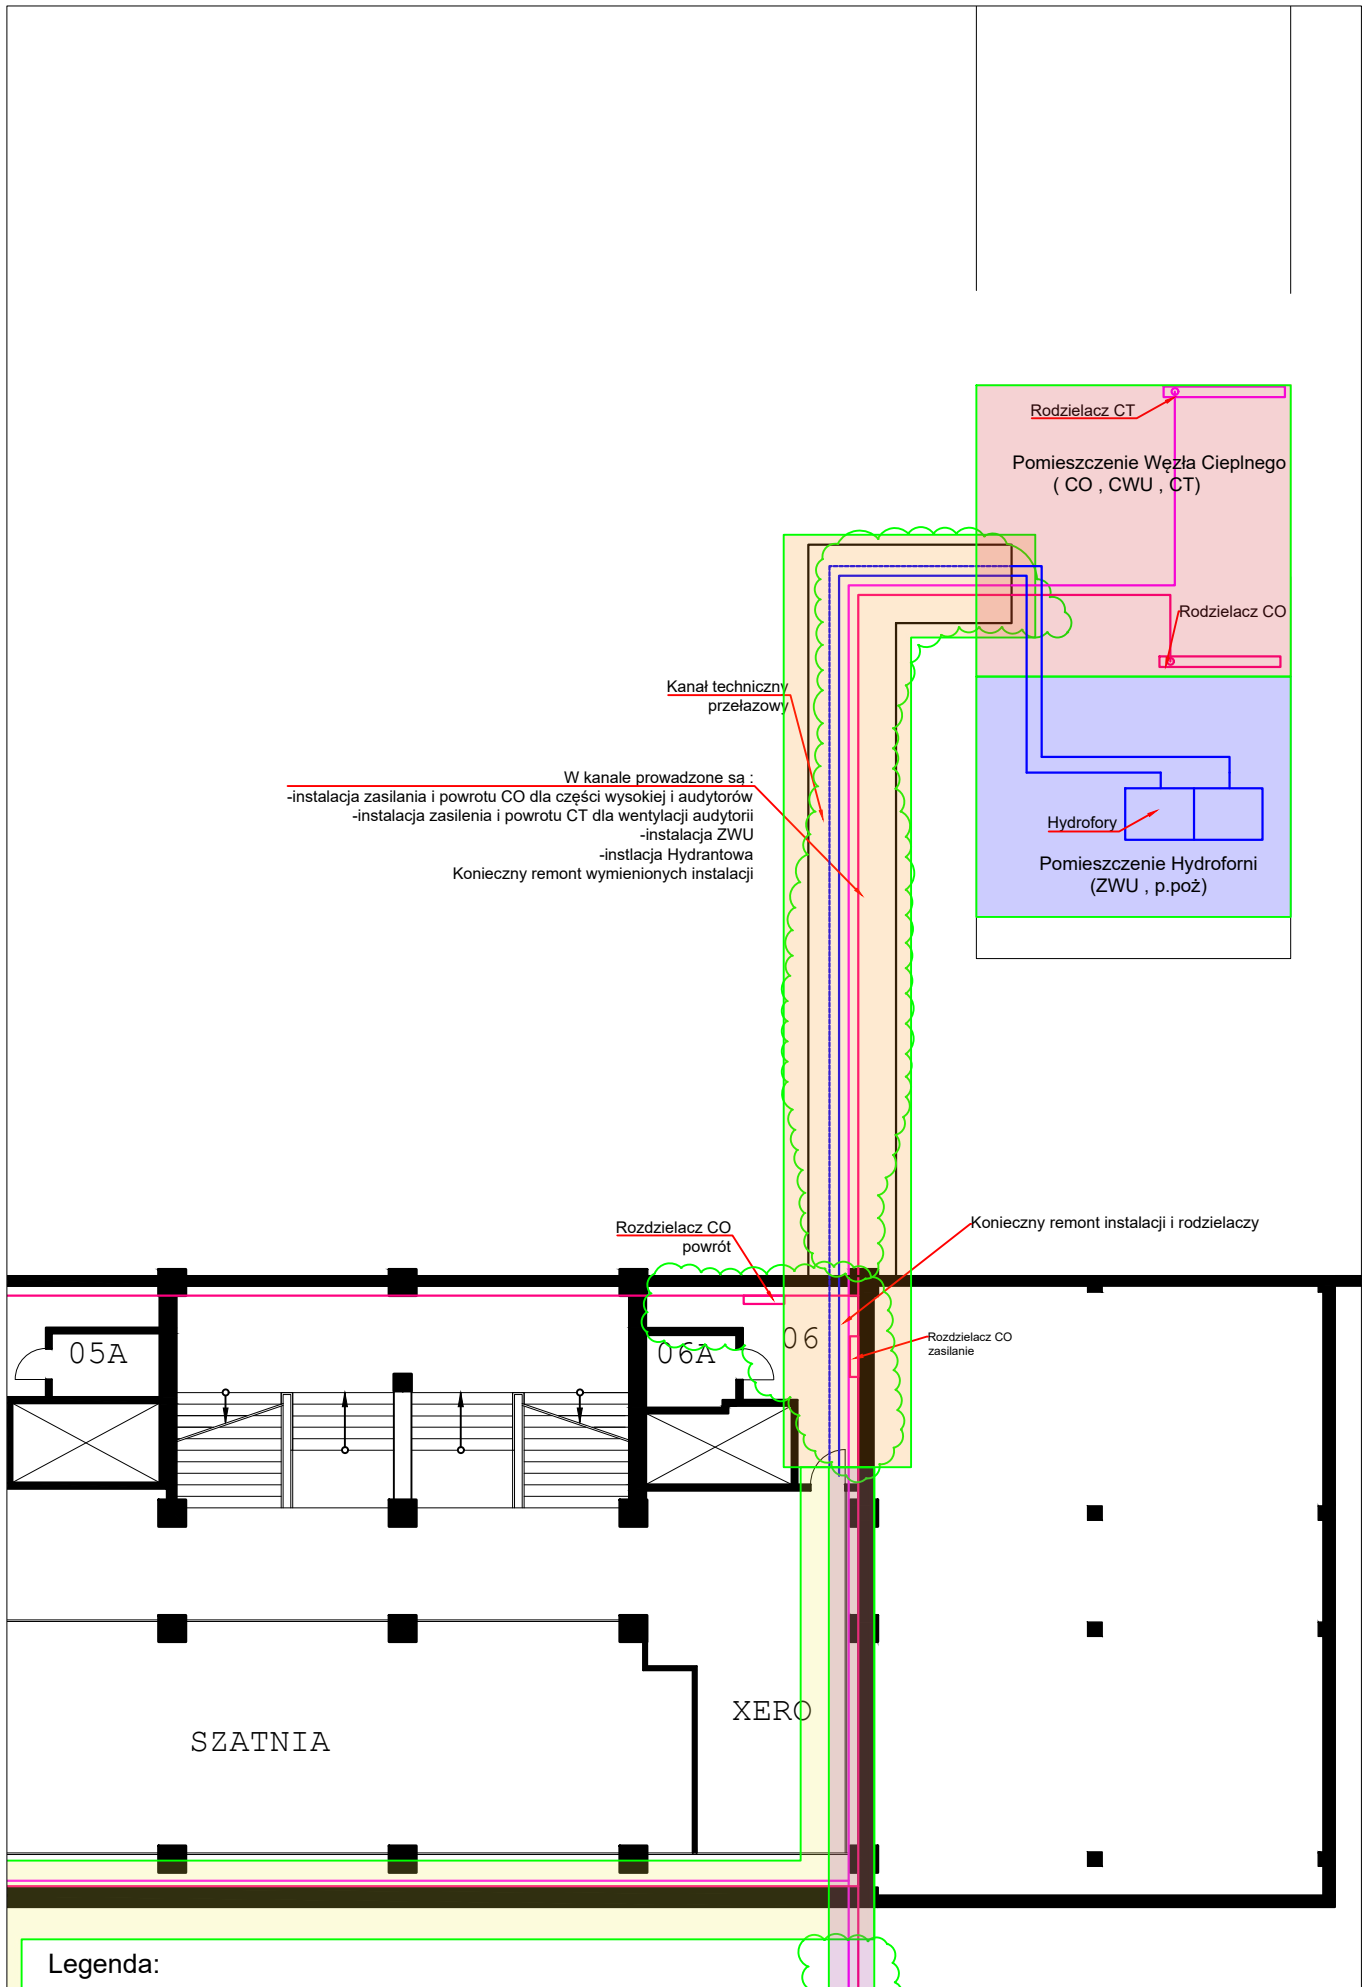 Rodzielacz CT
Pomieszczenie Węzła Cieplnego
( CO , CWU , CT)
Rodzielacz CO
Kanał techniczny
przełazowy
W kanale prowadzone są :
-instalacja zasilania i powrotu CO dla części wysokiej i audytorów
-instalacja zasilenia i powrotu CT dla wentylacji audytorii
-instalacja ZWU
-instlacja Hydrantowa
Konieczny remont wymienionych instalacji
Hydrofory
Pomieszczenie Hydroforni
(ZWU , p.poż)
Rozdzielacz CO
powrót
Konieczny remont instalacji i rodzielaczy
05A
06A
06
Rozdzielacz CO
zasilanie
XERO
SZATNIA
Legenda: